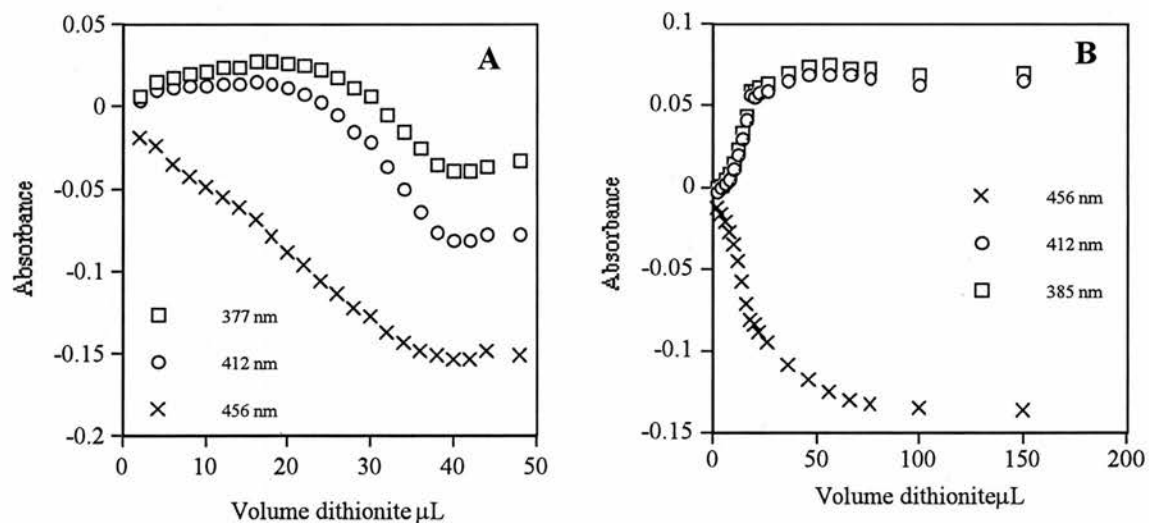 A
0.05
0
-0.05
-0.1
-0.15
-0.2
Absorbance
377 nm
412 nm
456 nm
0 10 20 30 40 50
Volume dithionite µL
B
0.1
0.05
0
-0.05
-0.1
-0.15
Absorbance
456 nm
412 nm
385 nm
0 50 100 150 200
Volume dithioniteµL